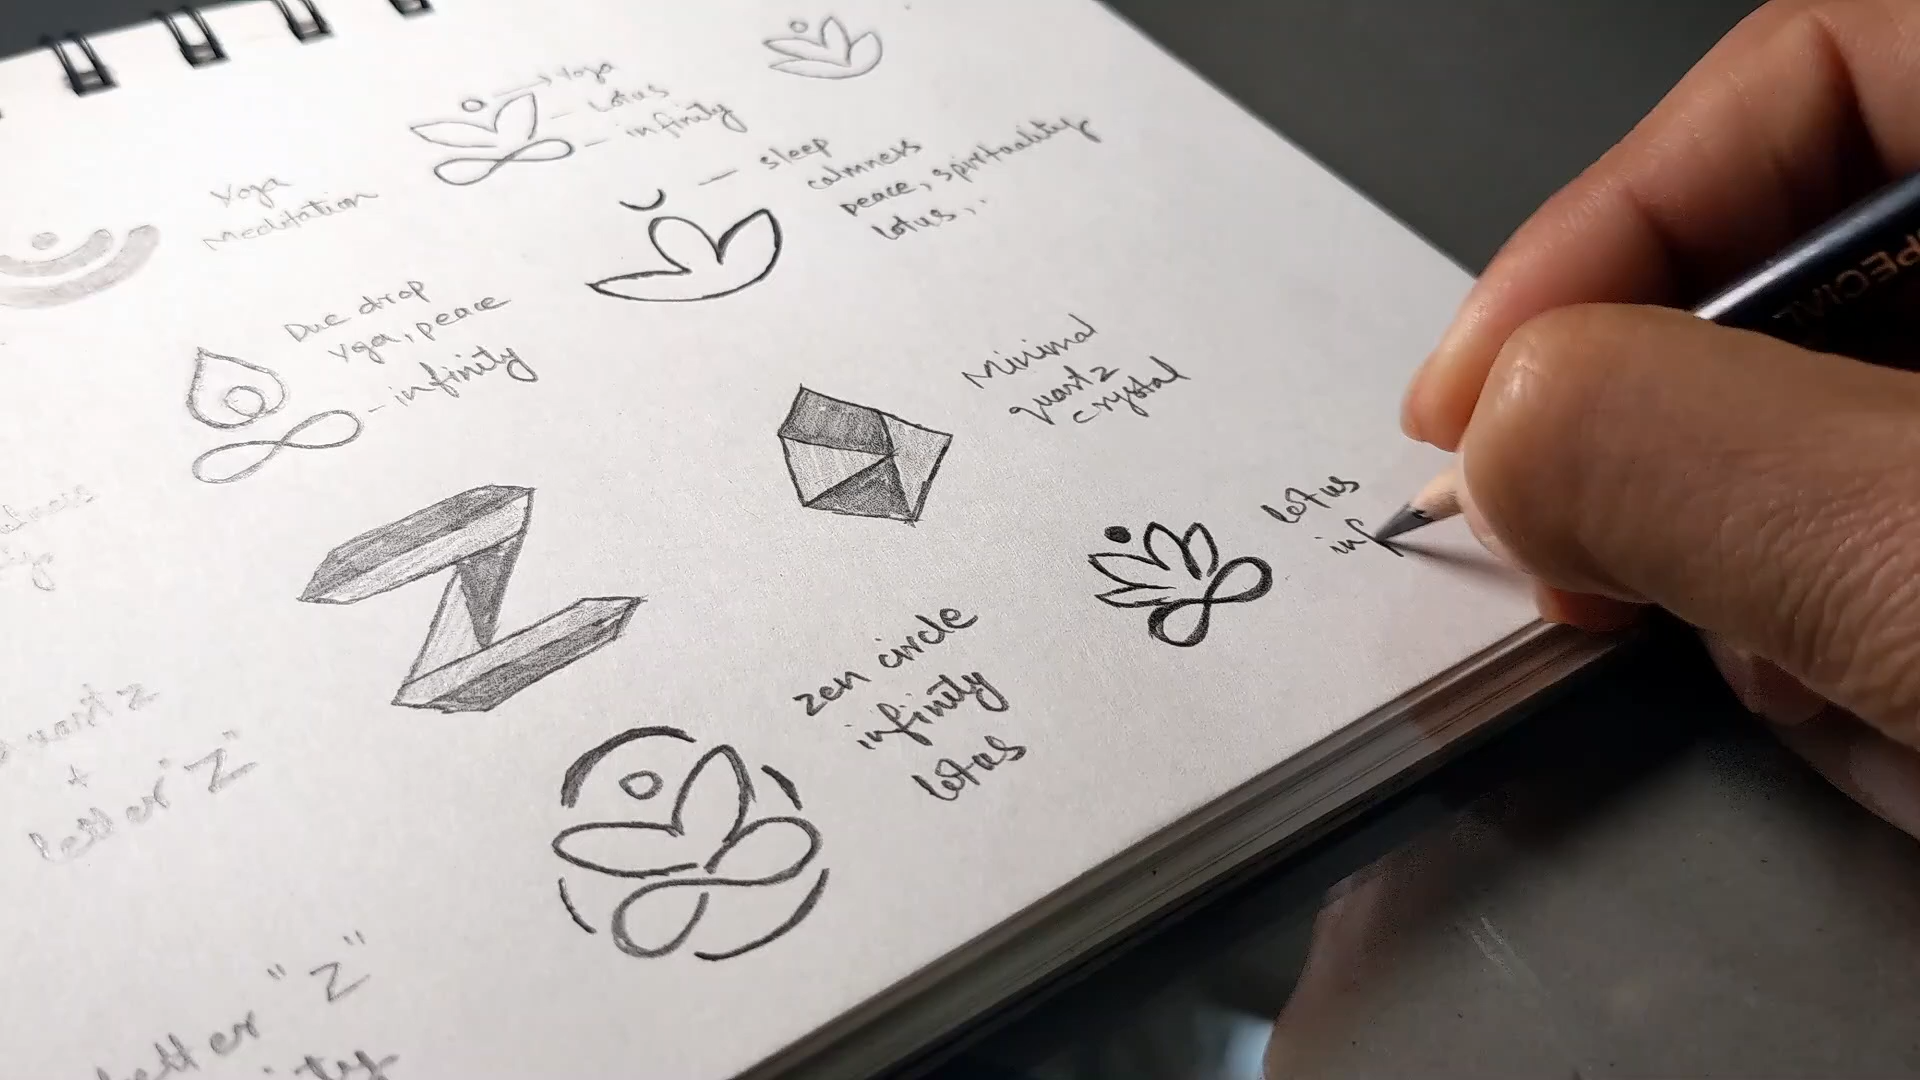 Yoga
Lotus
infinity
Yoga
Meditation
sleep
calmness
peace, spirituality
lotus,..
Due drop
Yoga, peace
infinity
Minimal
quartz
crystal
lotus
inf
zen circle
infinity
lotus
quartz
+
letter "Z"
letter "Z"
SPECIAL